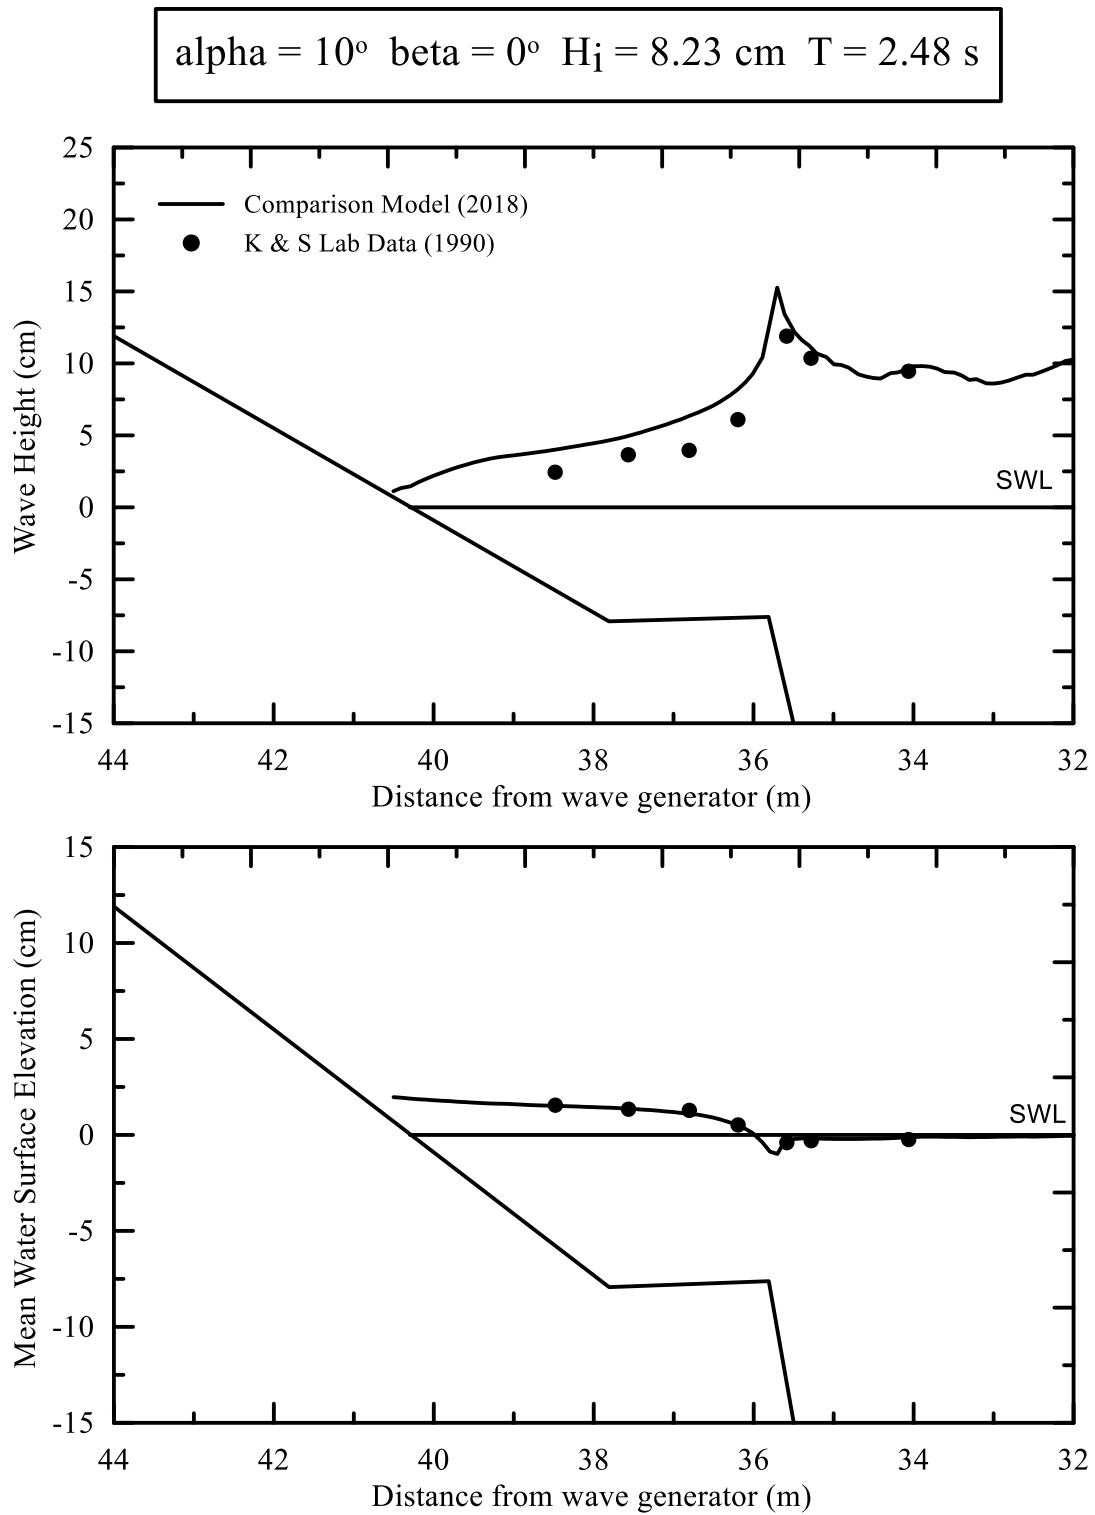 alpha = 10º  beta = 0º  Hi = 8.23 cm  T = 2.48 s
25
20
15
10
5
0
-5
-10
-15
Wave Height (cm)
Comparison Model (2018)
K & S Lab Data (1990)
SWL
44 42 40 38 36 34 32
Distance from wave generator (m)
15
10
5
0
-5
-10
-15
Mean Water Surface Elevation (cm)
SWL
44 42 40 38 36 34 32
Distance from wave generator (m)